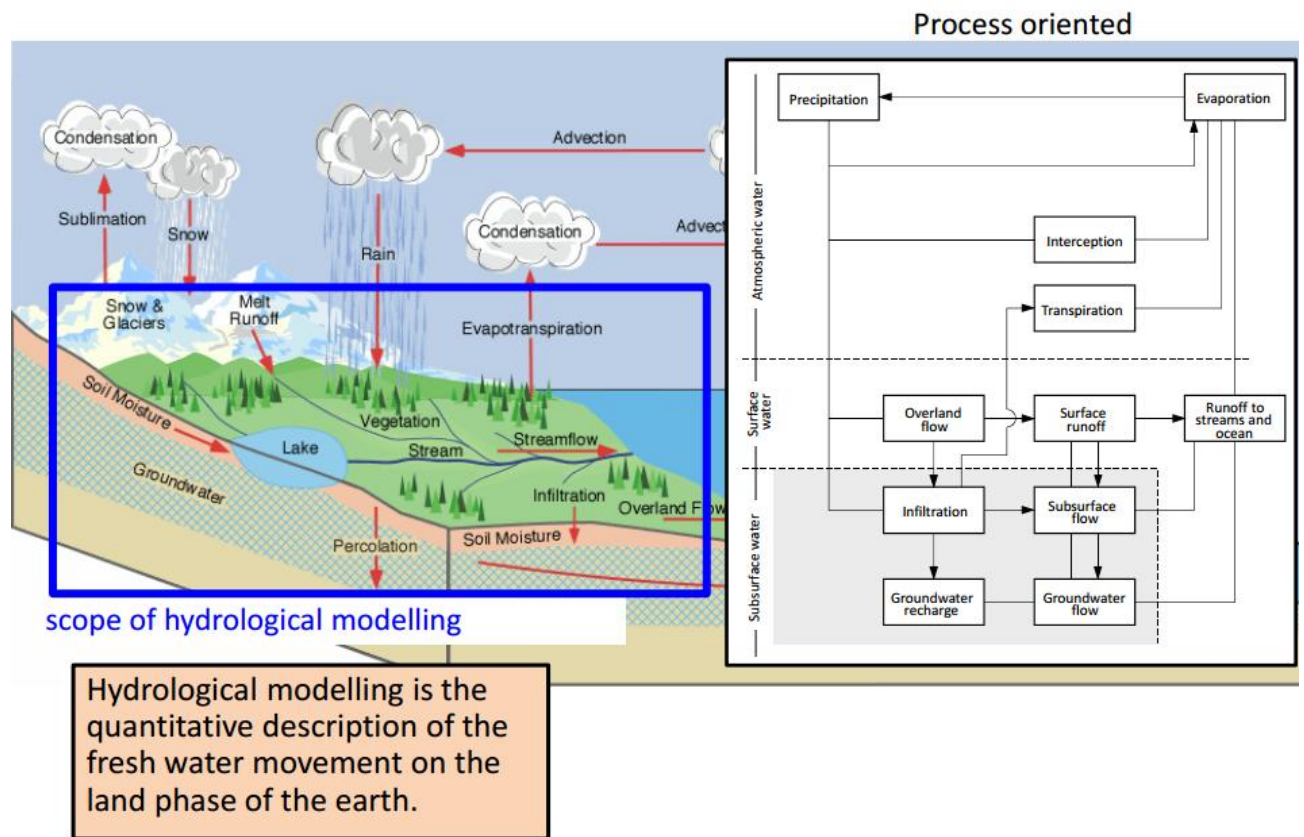 Process oriented
Condensation
Sublimation
Snow
Rain
Advection
Condensation
Advect
Evapotranspiration
Snow &
Glaciers
Melt
Runoff
Soil Moisture
Groundwater
Lake
Vegetation
Stream
Streamflow
Infiltration
Overland Flow
Percolation
Soil Moisture
scope of hydrological modelling
Hydrological modelling is the
quantitative description of the
fresh water movement on the
land phase of the earth.
Atmospheric water
Precipitation
Evaporation
Interception
Transpiration
Surface
water
Overland
flow
Surface
runoff
Runoff to
streams and
ocean
Subsurface water
Infiltration
Subsurface
flow
Groundwater
recharge
Groundwater
flow